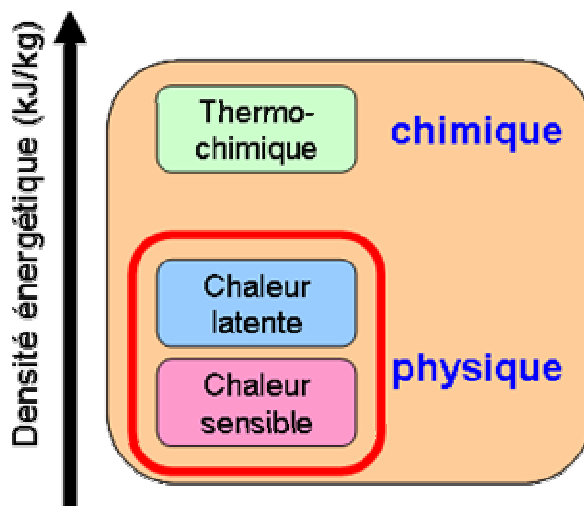 Densité énergétique (kJ/kg)
Thermo-
chimique
chimique
Chaleur
latente
Chaleur
sensible
physique